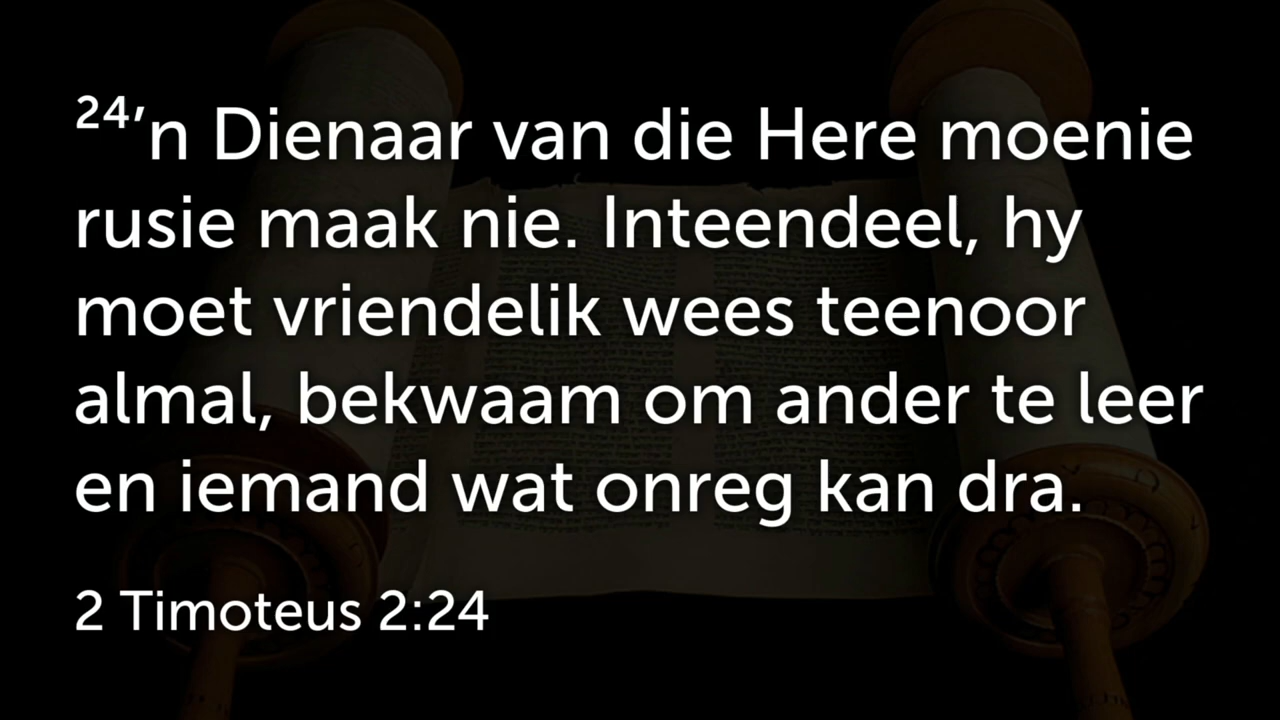 ²⁴’n Dienaar van die Here moenie
rusie maak nie. Inteendeel, hy
moet vriendelik wees teenoor
almal, bekwaam om ander te leer
en iemand wat onreg kan dra.
2 Timoteus 2:24